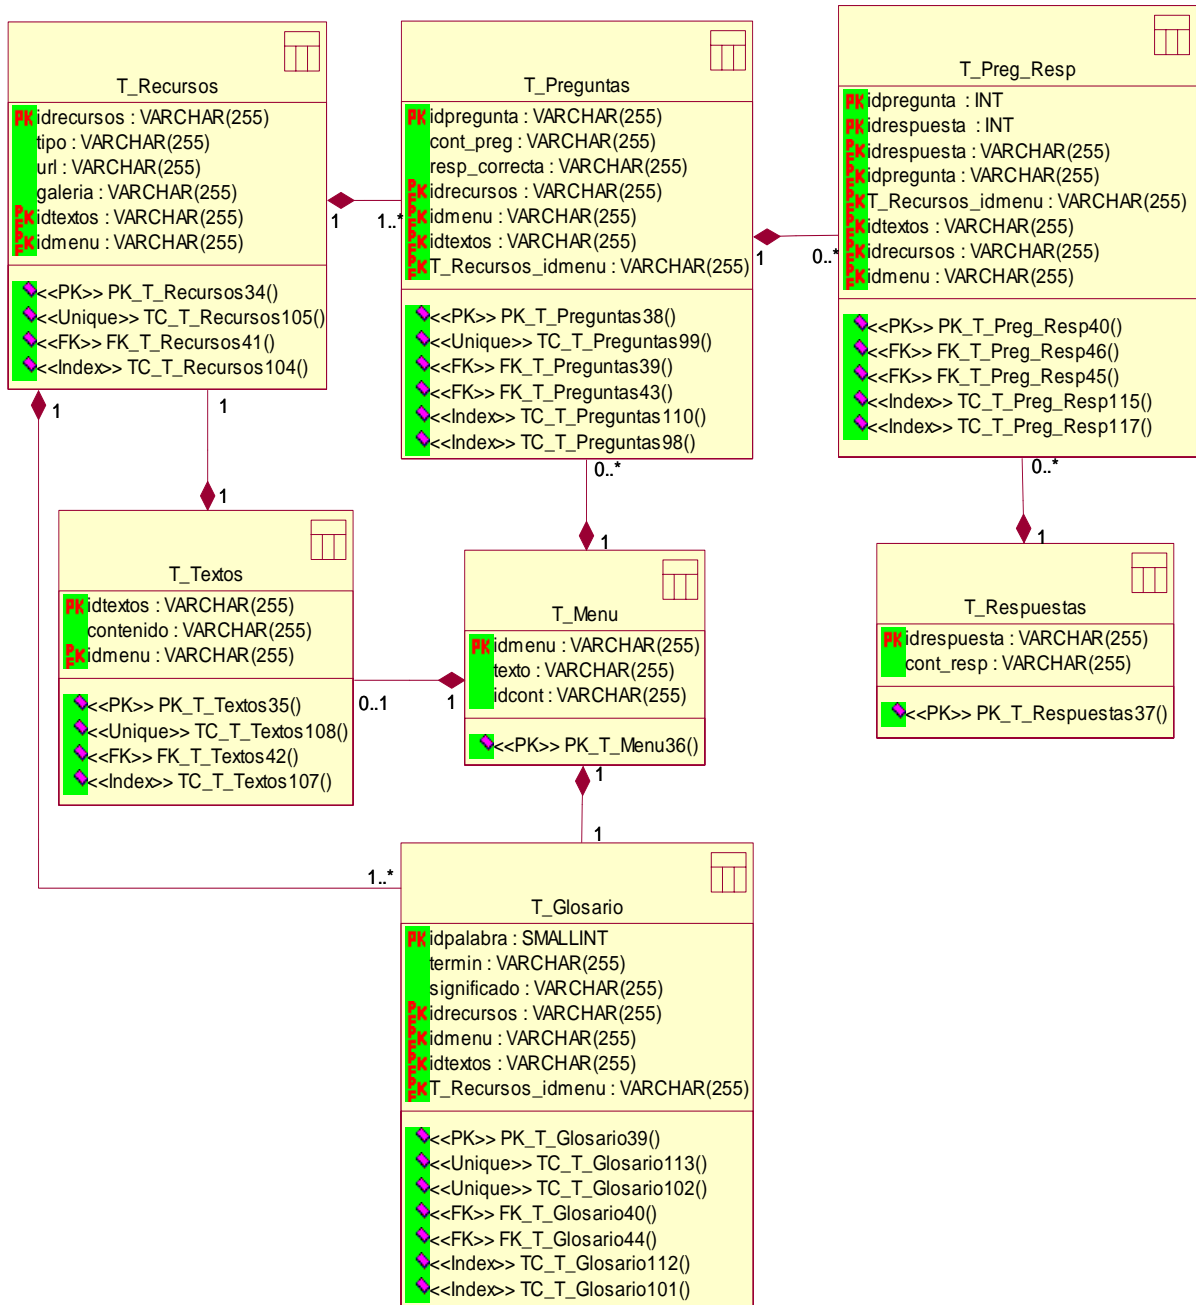 T_Recursos
PK idrecursos : VARCHAR(255)
tipo : VARCHAR(255)
url : VARCHAR(255)
galeria : VARCHAR(255)
PFK idtextos : VARCHAR(255)
PFK idmenu : VARCHAR(255)
<<PK>> PK_T_Recursos34()
<<Unique>> TC_T_Recursos105()
<<FK>> FK_T_Recursos41()
<<Index>> TC_T_Recursos104()
1
1..*
T_Preguntas
PK idpregunta : VARCHAR(255)
cont_preg : VARCHAR(255)
resp_correcta : VARCHAR(255)
PFK idrecursos : VARCHAR(255)
PFK idmenu : VARCHAR(255)
PFK idtextos : VARCHAR(255)
PFK T_Recursos_idmenu : VARCHAR(255)
<<PK>> PK_T_Preguntas38()
<<Unique>> TC_T_Preguntas99()
<<FK>> FK_T_Preguntas39()
<<FK>> FK_T_Preguntas43()
<<Index>> TC_T_Preguntas110()
<<Index>> TC_T_Preguntas98()
1
0..*
T_Preg_Resp
PK idpregunta : INT
PK idrespuesta : INT
PFK idrespuesta : VARCHAR(255)
PFK idpregunta : VARCHAR(255)
PFK T_Recursos_idmenu : VARCHAR(255)
PFK idtextos : VARCHAR(255)
PFK idrecursos : VARCHAR(255)
PFK idmenu : VARCHAR(255)
<<PK>> PK_T_Preg_Resp40()
<<FK>> FK_T_Preg_Resp46()
<<FK>> FK_T_Preg_Resp45()
<<Index>> TC_T_Preg_Resp115()
<<Index>> TC_T_Preg_Resp117()
1
1
1
0..*
1
0..*
1
T_Textos
PK idtextos : VARCHAR(255)
contenido : VARCHAR(255)
PFK idmenu : VARCHAR(255)
<<PK>> PK_T_Textos35()
<<Unique>> TC_T_Textos108()
<<FK>> FK_T_Textos42()
<<Index>> TC_T_Textos107()
0..1
1
T_Menu
PK idmenu : VARCHAR(255)
texto : VARCHAR(255)
idcont : VARCHAR(255)
<<PK>> PK_T_Menu36()
T_Respuestas
PK idrespuesta : VARCHAR(255)
cont_resp : VARCHAR(255)
<<PK>> PK_T_Respuestas37()
1
1
1..*
T_Glosario
PK idpalabra : SMALLINT
termin : VARCHAR(255)
significado : VARCHAR(255)
PFK idrecursos : VARCHAR(255)
PFK idmenu : VARCHAR(255)
PFK idtextos : VARCHAR(255)
PFK T_Recursos_idmenu : VARCHAR(255)
<<PK>> PK_T_Glosario39()
<<Unique>> TC_T_Glosario113()
<<Unique>> TC_T_Glosario102()
<<FK>> FK_T_Glosario40()
<<FK>> FK_T_Glosario44()
<<Index>> TC_T_Glosario112()
<<Index>> TC_T_Glosario101()